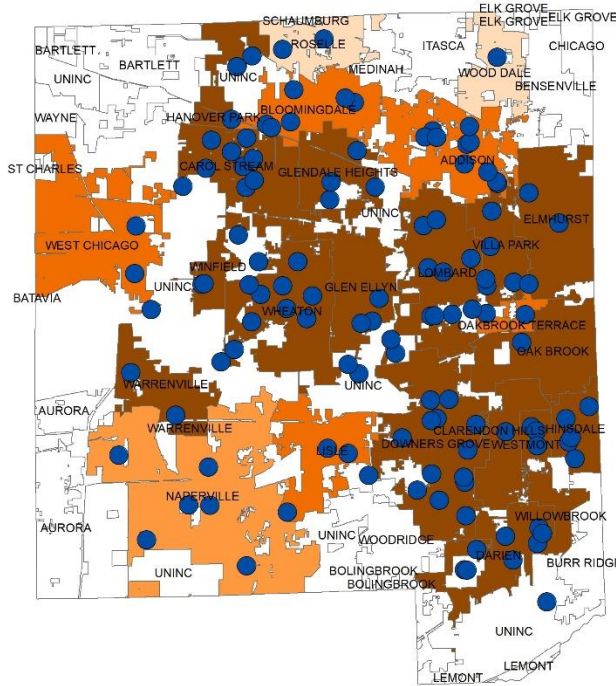 ELK GROVE
SCHAUMBURG
ELK GROVE
ELK GROVE
ROSELLE
BARTLETT
ITASCA
CHICAGO
BARTLETT
MEDINAH
WOOD DALE
UNINC
UNINC
BENSENVILLE
BLOOMINGDALE
WAYNE
HANOVER PARK
ADDISON
ST CHARLES
CAROL STREAM
GLENDALE HEIGHTS
UNINC
ELMHURST
WEST CHICAGO
VILLA PARK
WINFIELD
LOMBARD
UNINC
GLEN ELLYN
BATAVIA
WHEATON
OAKBROOK TERRACE
OAK BROOK
WARRENVILLE
UNINC
AURORA
WARRENVILLE
CLARENDON HILLS
HINSDALE
DOWNERS GROVE
WESTMONT
LISLE
NAPERVILLE
WILLOWBROOK
AURORA
UNINC
WOODRIDGE
DARIEN
BURR RIDGE
UNINC
BOLINGBROOK
BOLINGBROOK
UNINC
LEMONT
LEMONT